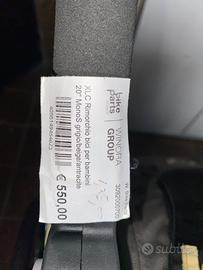 bike
parts
WINORA
GROUP
XLC Rimorchio bici per bambini
20" MonoS grigio/beige/antracite
€ 550,00
subito